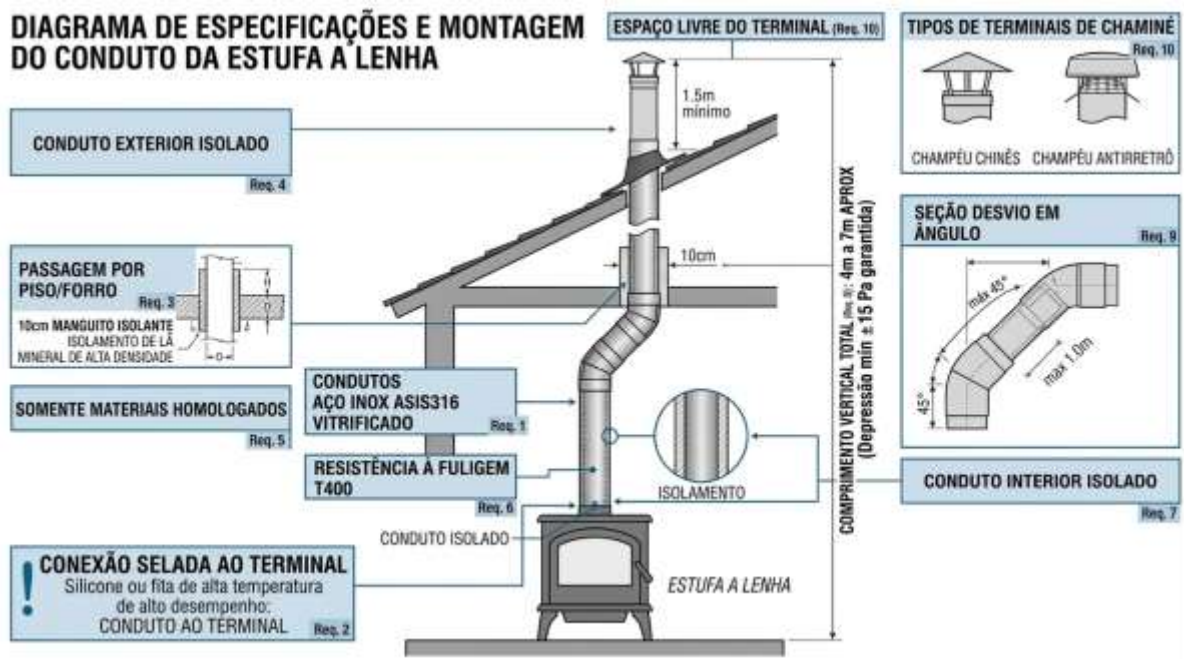 DIAGRAMA DE ESPECIFICAÇÕES E MONTAGEM
DO CONDUTO DA ESTUFA A LENHA
ESPAÇO LIVRE DO TERMINAL (Req. 10)
TIPOS DE TERMINAIS DE CHAMINÉ
Req. 10
CHAMPÉU CHINÊS
CHAMPÉU ANTIRRETRÔ
1.5m
mínimo
CONDUTO EXTERIOR ISOLADO
Req. 4
SEÇÃO DESVIO EM
ÂNGULO
Req. 9
máx 45°
max 1.0m
45°
PASSAGEM POR
PISO/FORRO
Req. 3
10cm MANGUITO ISOLANTE
ISOLAMENTO DE LÃ
MINERAL DE ALTA DENSIDADE
10cm
COMPRIMENTO VERTICAL TOTAL (Req. 8): 4m a 7m APROX
(Depressão min ± 15 Pa garantida)
SOMENTE MATERIAIS HOMOLOGADOS
Req. 5
CONDUTOS
AÇO INOX ASIS316
VITRIFICADO
Req. 1
RESISTÊNCIA À FULIGEM
T400
Req. 6
ISOLAMENTO
CONDUTO INTERIOR ISOLADO
Req. 7
CONDUTO ISOLADO
! CONEXÃO SELADA AO TERMINAL
Silicone ou fita de alta temperatura
de alto desempenho:
CONDUTO AO TERMINAL
Req. 2
ESTUFA A LENHA